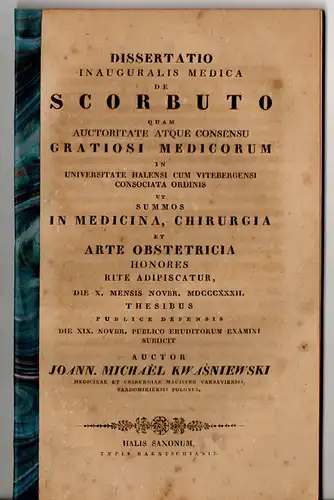 DISSERTATIO
INAUGURALIS MEDICA
DE
SCORBUTO
QUAM
AUCTORITATE ATQUE CONSENSU
GRATIOSI MEDICORUM
IN
UNIVERSITATE HALENSI CUM VITEBERGENSI
CONSOCIATA ORDINIS
UT
SUMMOS
IN MEDICINA, CHIRURGIA
ET
ARTE OBSTETRICIA
HONORES
RITE ADIPISCATUR,
DIE X. MENSIS NOVBR. MDCCCXXXII.
THESIBUS
PUBLICE DEFENSIS
DIE XIX. NOVBR. PUBLICO ERUDITORUM EXAMINI
SUBIICIT
AUCTOR
JOANN. MICHAËL KWAŚNIEWSKI
MEDICINAE ET CHIRURGIAE MAGISTER VARSAVIENSIS,
SANDOMIRIENSIS POLONUS.
HALIS SAXONUM,
TYPIS BAENTSCHIANIS.